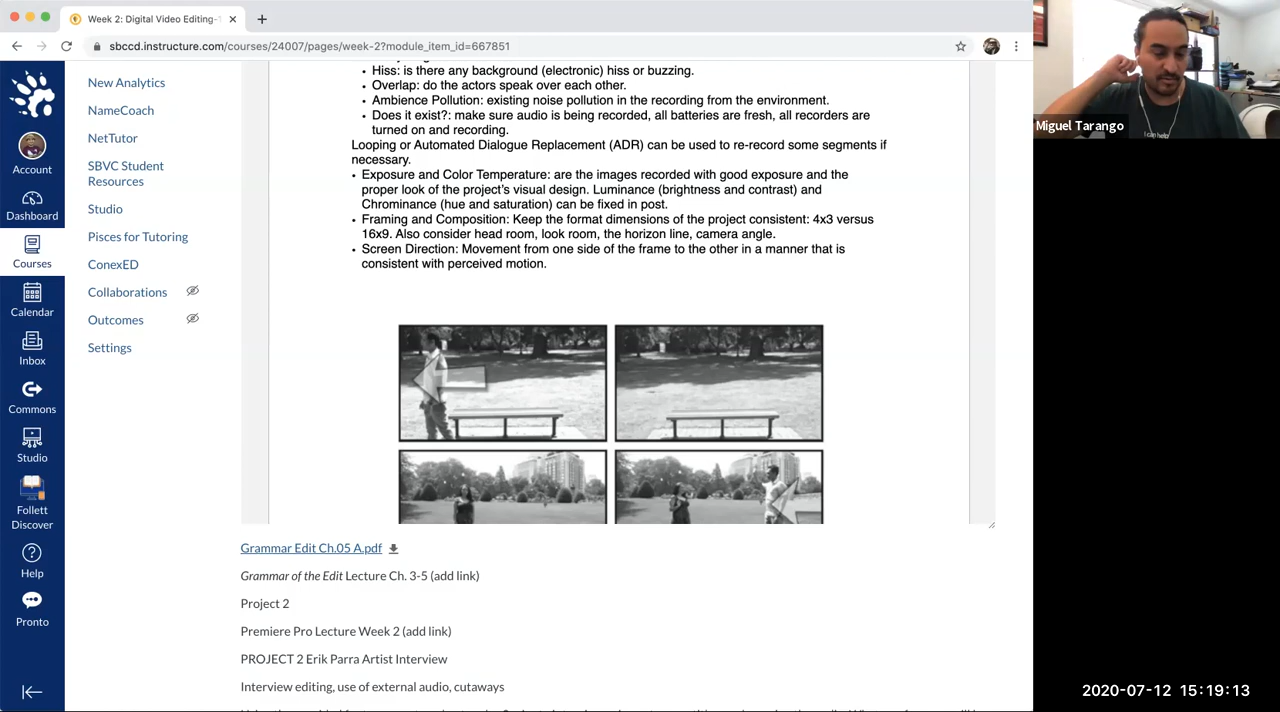 Week 2: Digital Video Editing-
sbccd.instructure.com/courses/24007/pages/week-2?module_item_id=667851
Account
Dashboard
Courses
Calendar
Inbox
Commons
Studio
Follett
Discover
Help
Pronto
New Analytics
NameCoach
NetTutor
SBVC Student
Resources
Studio
Pisces for Tutoring
ConexED
Collaborations
Outcomes
Settings
• Hiss: is there any background (electronic) hiss or buzzing.
• Overlap: do the actors speak over each other.
• Ambience Pollution: existing noise pollution in the recording from the environment.
• Does it exist?: make sure audio is being recorded, all batteries are fresh, all recorders are
turned on and recording.
Looping or Automated Dialogue Replacement (ADR) can be used to re-record some segments if
necessary.
• Exposure and Color Temperature: are the images recorded with good exposure and the
proper look of the project's visual design. Luminance (brightness and contrast) and
Chrominance (hue and saturation) can be fixed in post.
• Framing and Composition: Keep the format dimensions of the project consistent: 4x3 versus
16x9. Also consider head room, look room, the horizon line, camera angle.
• Screen Direction: Movement from one side of the frame to the other in a manner that is
consistent with perceived motion.
Grammar Edit Ch.05 A.pdf
Grammar of the Edit Lecture Ch. 3-5 (add link)
Project 2
Premiere Pro Lecture Week 2 (add link)
PROJECT 2 Erik Parra Artist Interview
Interview editing, use of external audio, cutaways
Miguel Tarango
I can help
2020-07-12 15:19:13